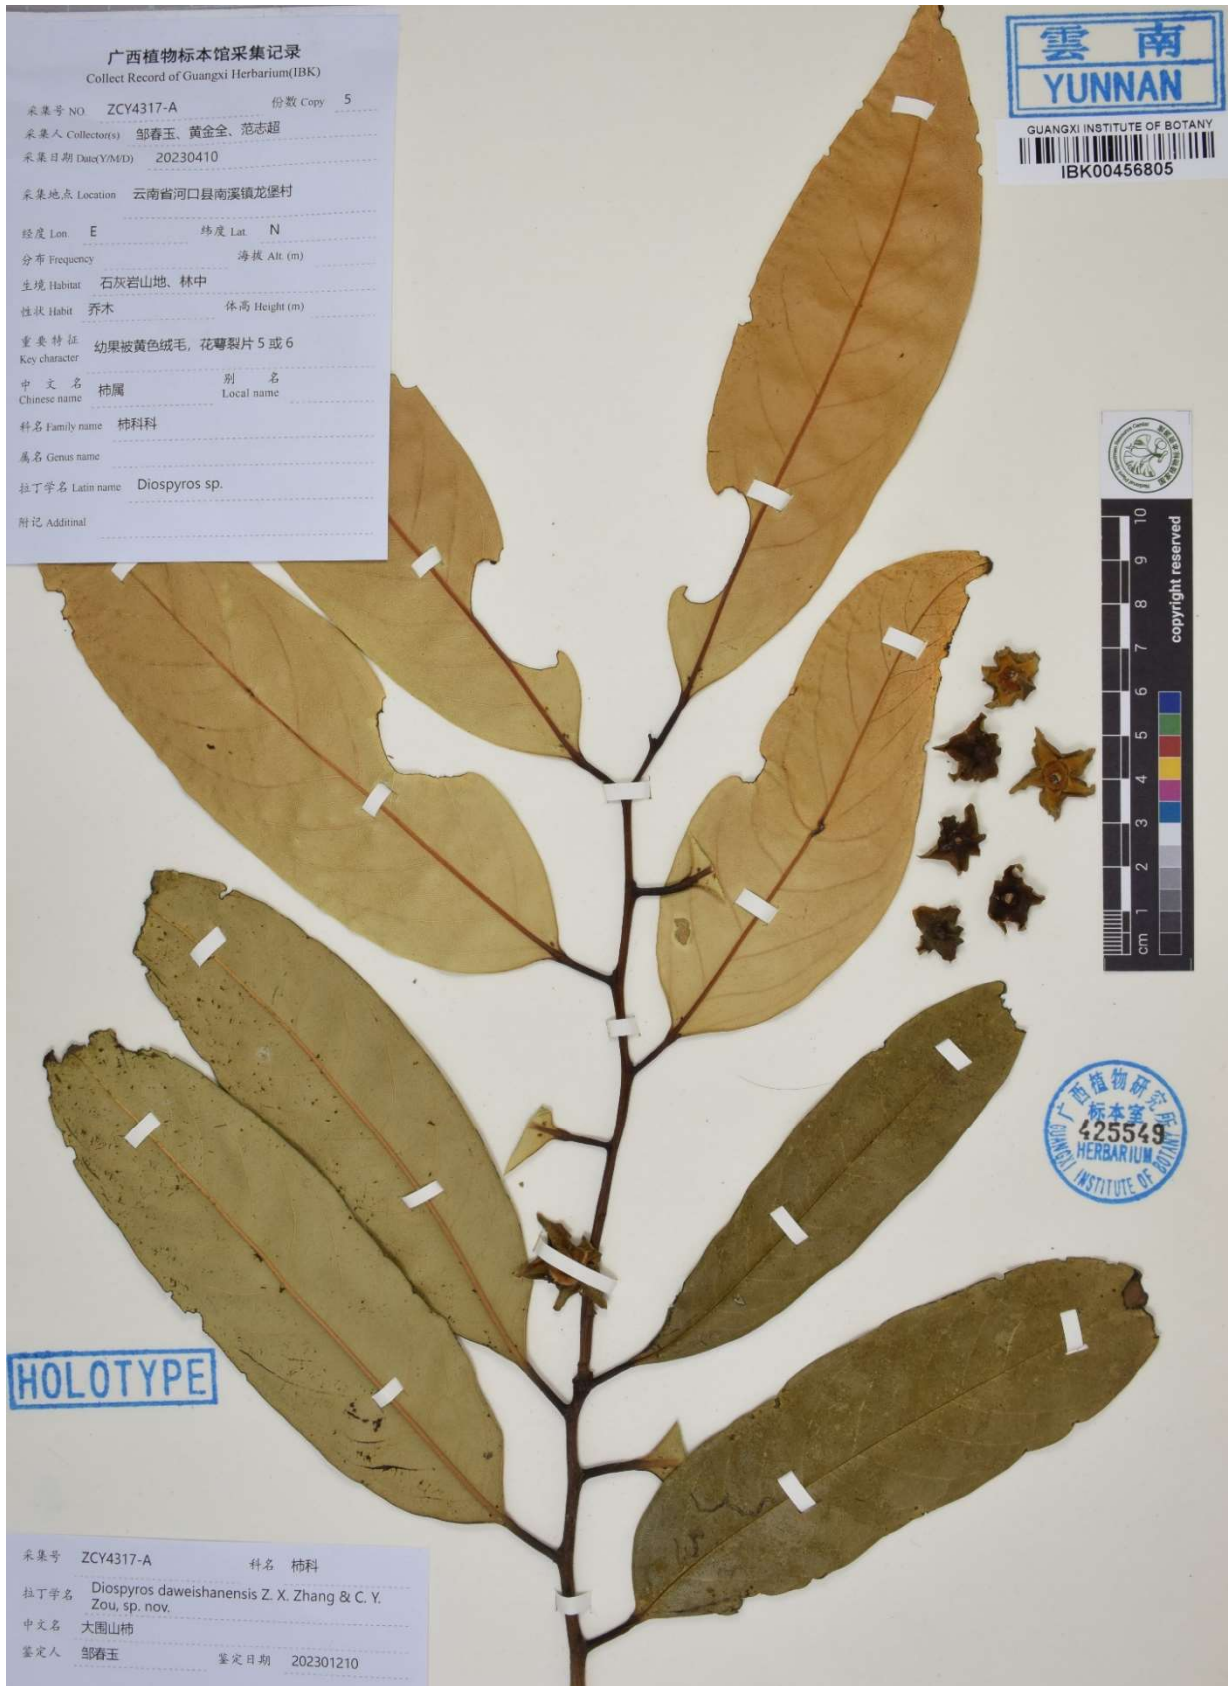 广西植物标本馆采集记录
Collect Record of Guangxi Herbarium(IBK)
采集号 NO ZCY4317-A 份数 Copy 5
采集人 Collector(s) 邹春玉、黄金全、范志超
采集日期 Date(Y/M/D) 20230410
采集地点 Location 云南省河口县南溪镇龙堡村
经度 Lon. E 纬度 Lat. N
分布 Frequency 海拔 Alt. (m)
生境 Habitat 石灰岩山地、林中
性状 Habit 乔木 体高 Height (m)
重要特征 Key character 幼果被黄色绒毛，花萼裂片 5 或 6
中文名 Chinese name 柿属 别名 Local name
科名 Family name 柿科科
属名 Genus name
拉丁学名 Latin name Diospyros sp.
附记 Additinal
雲南
YUNNAN
GUANGXI INSTITUTE OF BOTANY
IBK00456805
10
9
8
7
6
5
4
3
2
1
cm
copyright reserved
广西植物研究所
标本室
425549
HERBARIUM
GUANGXI INSTITUTE OF BOTANY
HOLOTYPE
采集号 ZCY4317-A 科名 柿科
拉丁学名 Diospyros daweishanensis Z. X. Zhang & C. Y.
Zou, sp. nov.
中文名 大围山柿
鉴定人 邹春玉 鉴定日期 202301210